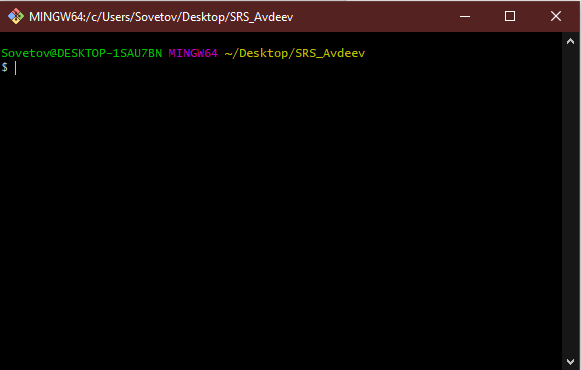 MINGW64:/c/Users/Sovetov/Desktop/SRS_Avdeev
Sovetov@DESKTOP-1SAU7BN MINGW64 ~/Desktop/SRS_Avdeev
$